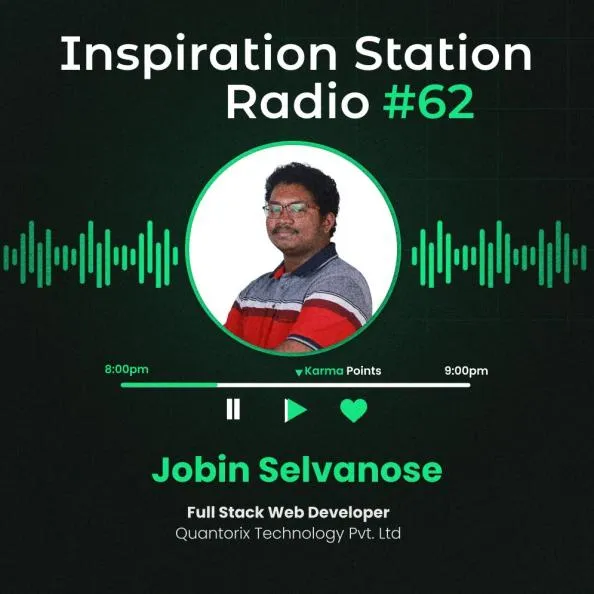 Inspiration Station
Radio #62
8:00pm
Karma Points
9:00pm
Jobin Selvanose
Full Stack Web Developer
Quantorix Technology Pvt. Ltd